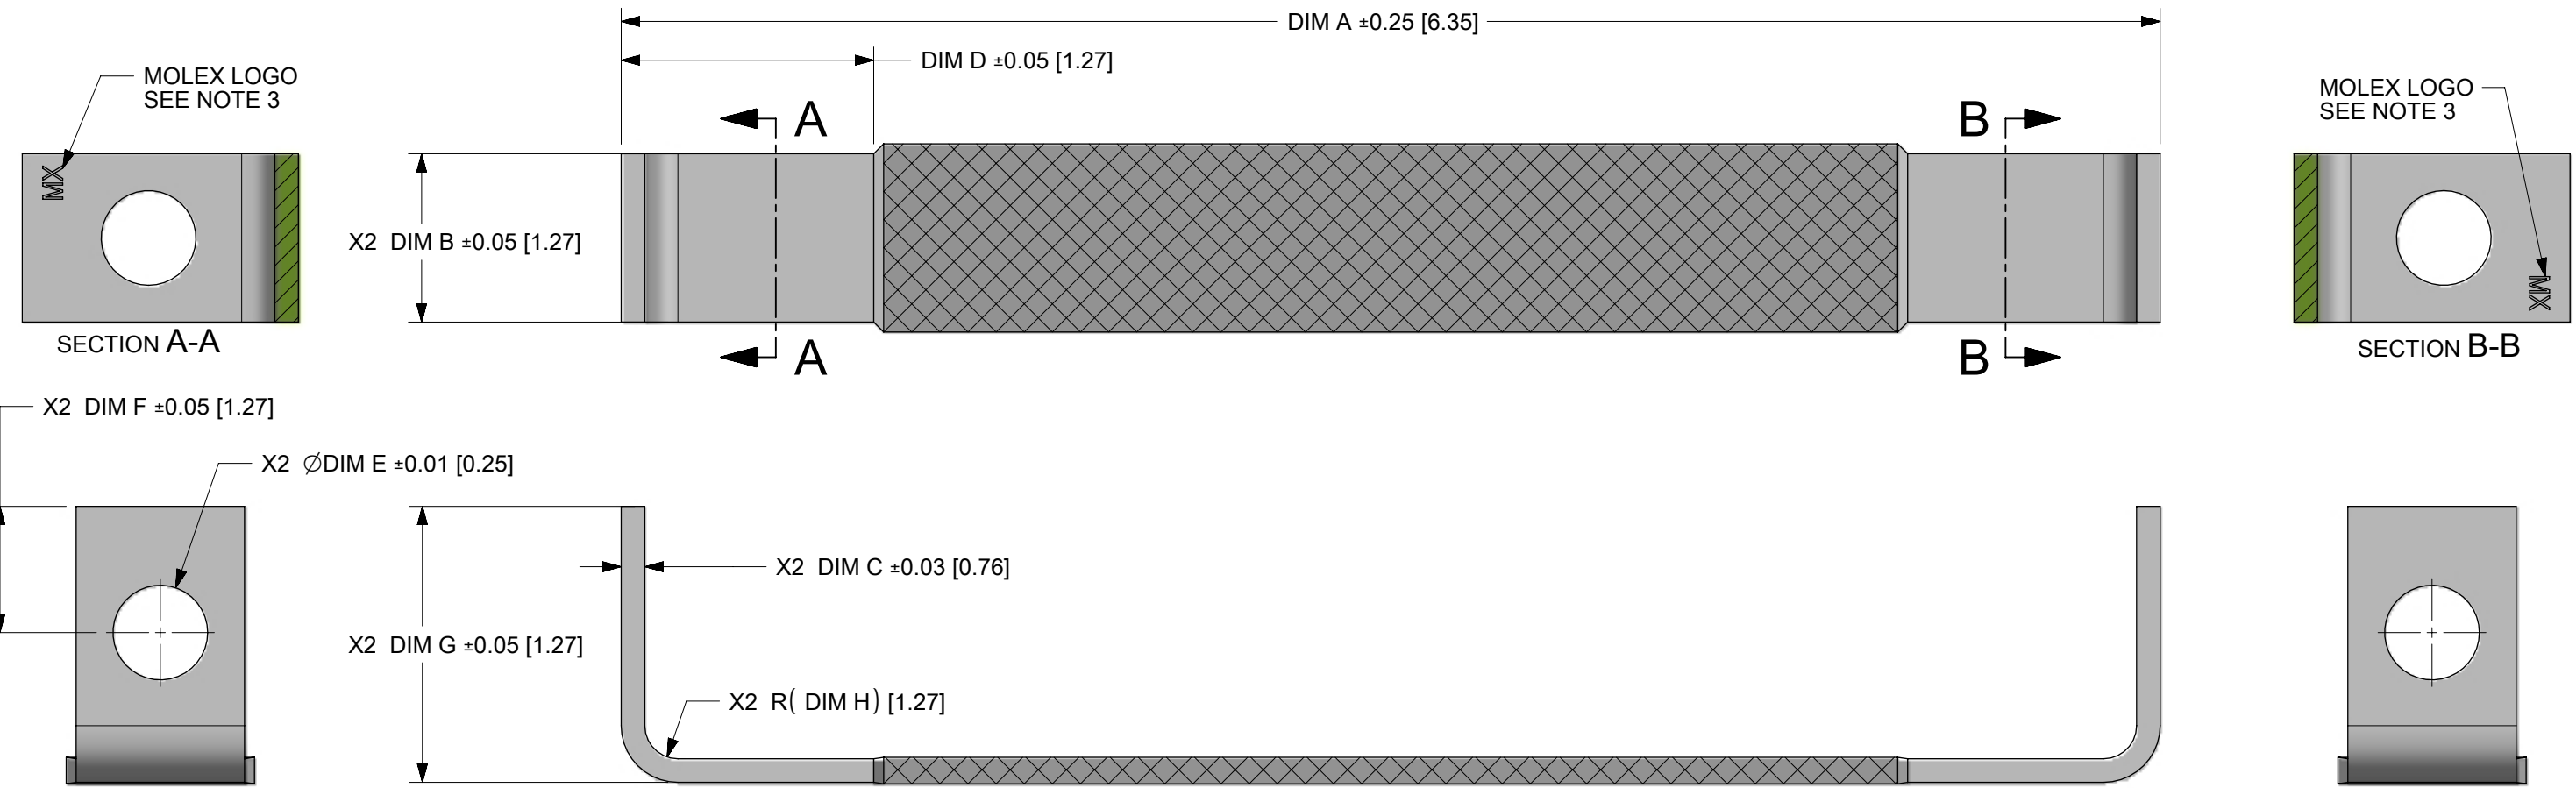 DIM A ±0.25 [6.35]
DIM D ±0.05 [1.27]
MOLEX LOGO
SEE NOTE 3
MX
SECTION A-A
X2 DIM B ±0.05 [1.27]
A
A
B
B
MOLEX LOGO
SEE NOTE 3
MX
SECTION B-B
X2 DIM F ±0.05 [1.27]
X2 ∅DIM E ±0.01 [0.25]
X2 DIM C ±0.03 [0.76]
X2 DIM G ±0.05 [1.27]
X2 R( DIM H) [1.27]